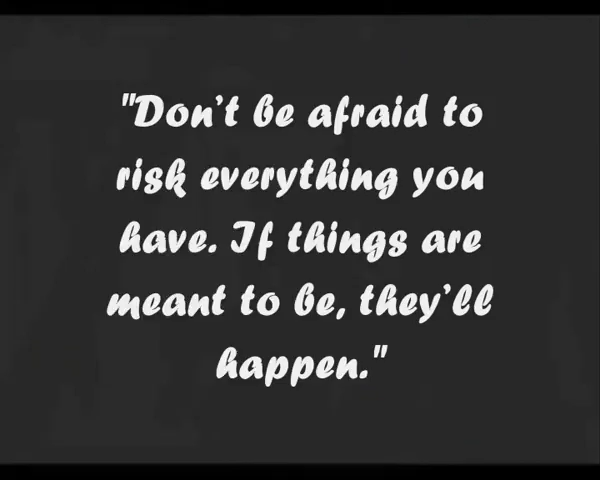 "Don't be afraid to
risk everything you
have. If things are
meant to be, they'll
happen."